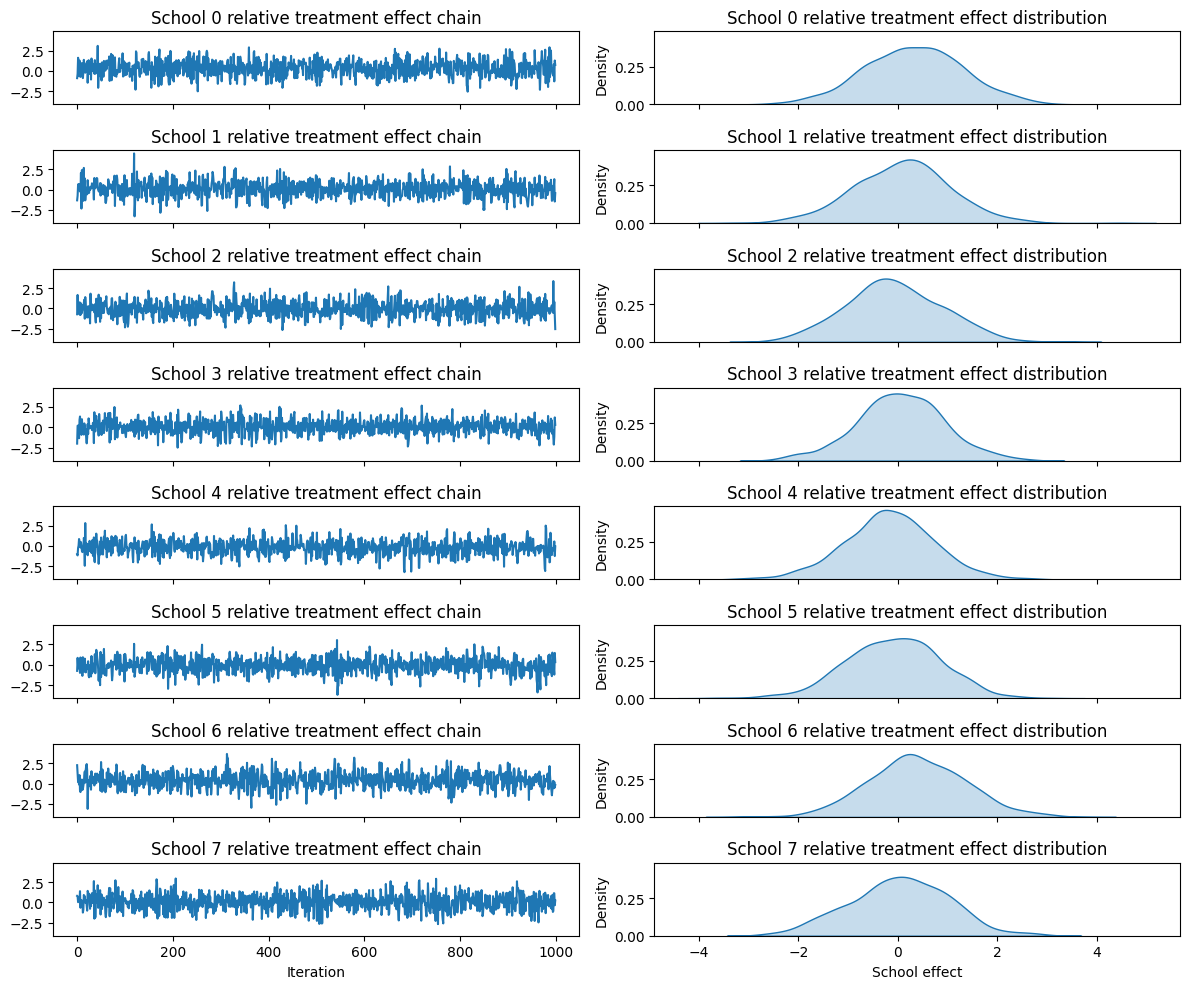 School 0 relative treatment effect chain
2.5
0.0
−2.5
School 0 relative treatment effect distribution
Density
0.25
0.00
School 1 relative treatment effect chain
2.5
0.0
−2.5
School 1 relative treatment effect distribution
Density
0.25
0.00
School 2 relative treatment effect chain
2.5
0.0
−2.5
School 2 relative treatment effect distribution
Density
0.25
0.00
School 3 relative treatment effect chain
2.5
0.0
−2.5
School 3 relative treatment effect distribution
Density
0.25
0.00
School 4 relative treatment effect chain
2.5
0.0
−2.5
School 4 relative treatment effect distribution
Density
0.25
0.00
School 5 relative treatment effect chain
2.5
0.0
−2.5
School 5 relative treatment effect distribution
Density
0.25
0.00
School 6 relative treatment effect chain
2.5
0.0
−2.5
School 6 relative treatment effect distribution
Density
0.25
0.00
School 7 relative treatment effect chain
2.5
0.0
−2.5
0 200 400 600 800 1000
Iteration
School 7 relative treatment effect distribution
Density
0.25
0.00
−4 −2 0 2 4
School effect